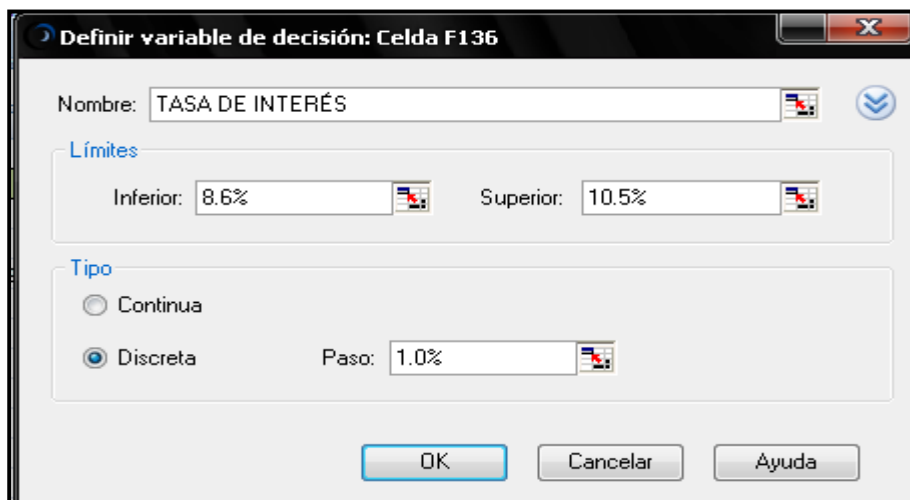 Definir variable de decisión: Celda F136
Nombre: TASA DE INTERÉS
Límites
Inferior: 8.6% Superior: 10.5%
Tipo
Continua
Discreta Paso: 1.0%
OK Cancelar Ayuda